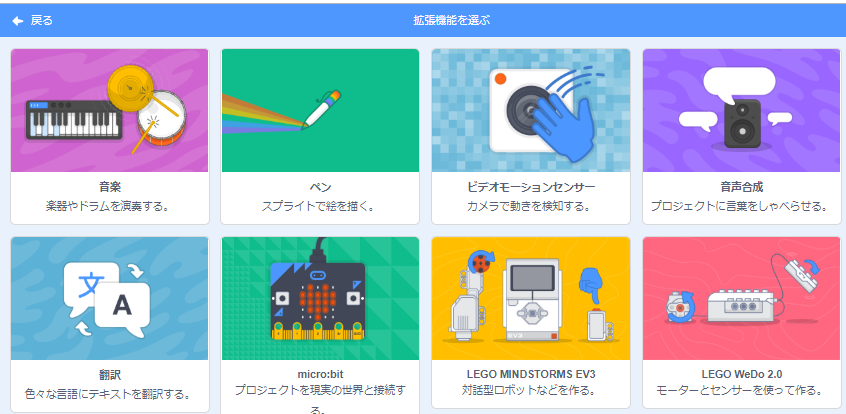 戻る
拡張機能を選ぶ
音楽
楽器やドラムを演奏する。
ペン
スプライトで絵を描く。
ビデオモーションセンサー
カメラで動きを検知する。
音声合成
プロジェクトに言葉をしゃべらせる。
文
A
翻訳
色々な言語にテキストを翻訳する。
micro:bit
プロジェクトを現実の世界と接続す
る。
LEGO MINDSTORMS EV3
対話型ロボットなどを作る。
LEGO WeDo 2.0
モーターとセンサーを使って作る。